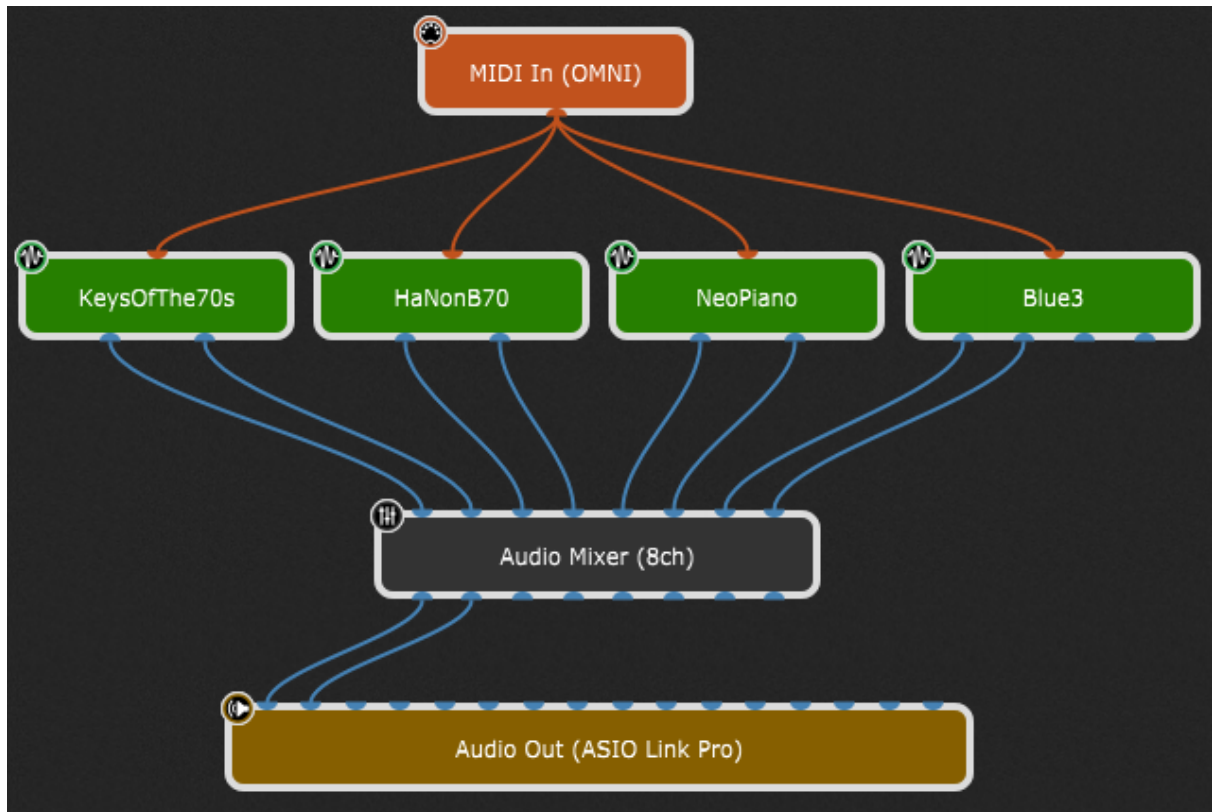 MIDI In (OMNI)
KeysOfThe70s
HaNonB70
NeoPiano
Blue3
Audio Mixer (8ch)
Audio Out (ASIO Link Pro)